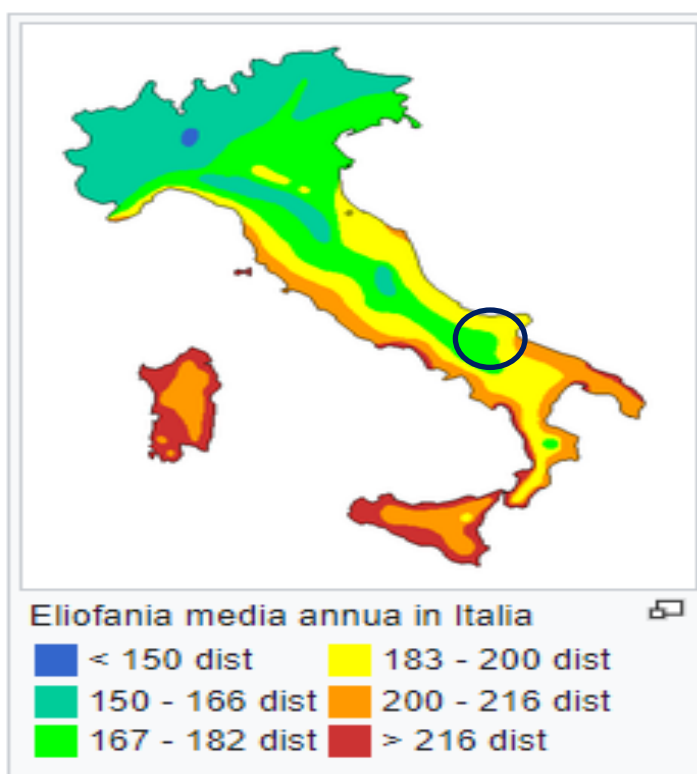 Eliofania media annua in Italia
< 150 dist
183 - 200 dist
150 - 166 dist
200 - 216 dist
167 - 182 dist
> 216 dist